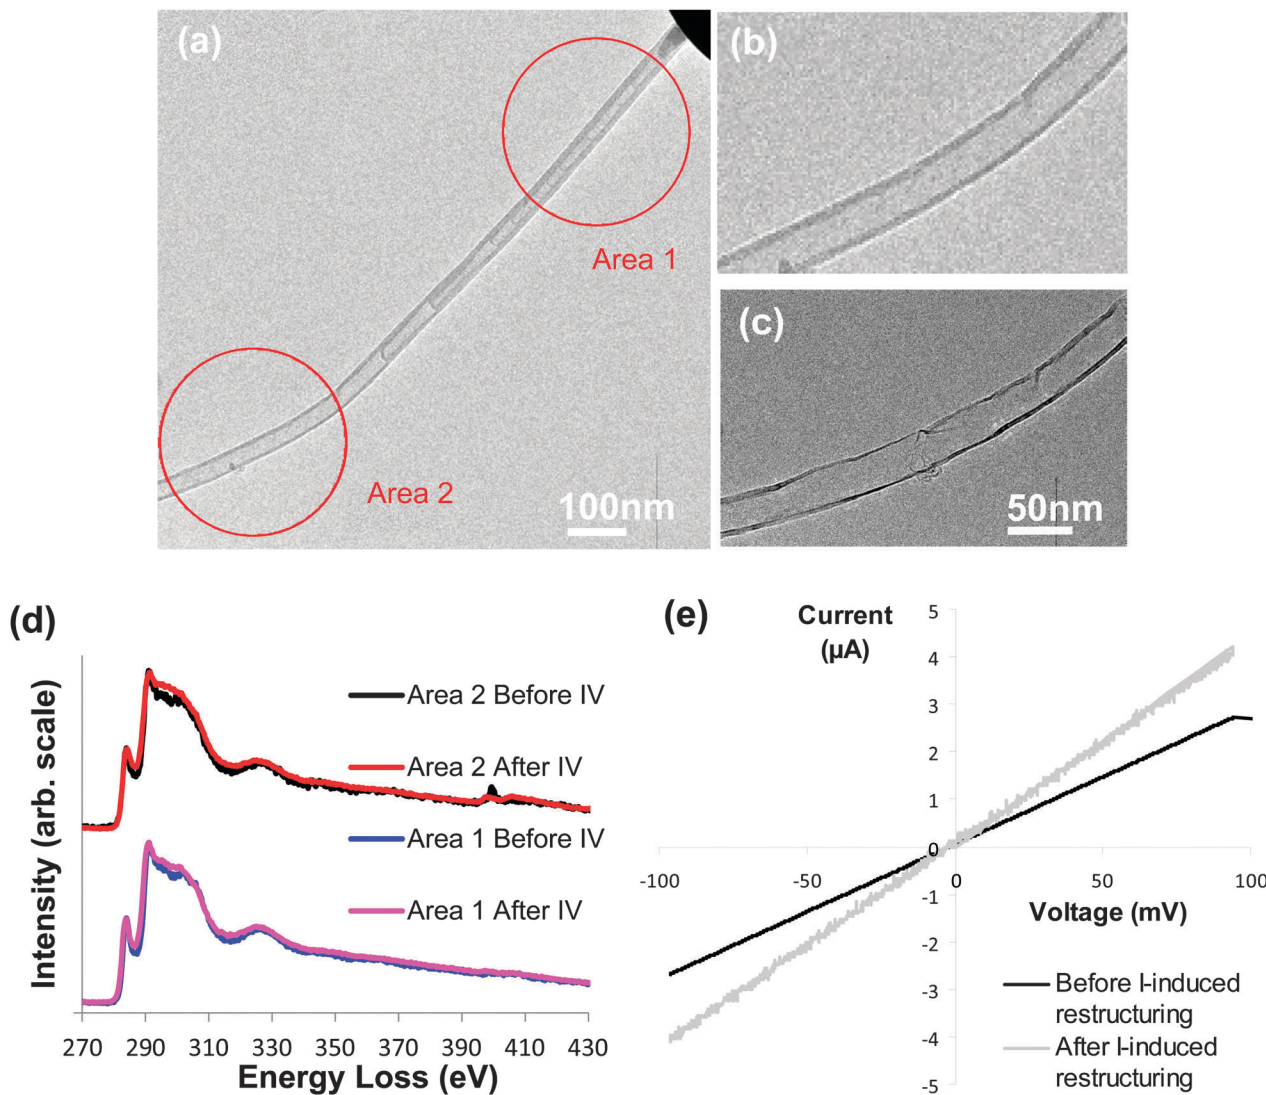 (a)
Area 1
Area 2
100nm
(b)
(c)
50nm
(d)
Intensity (arb. scale)
Area 2 Before IV
Area 2 After IV
Area 1 Before IV
Area 1 After IV
270 290 310 330 350 370 390 410 430
Energy Loss (eV)
(e)
Current
(µA)
5
4
3
2
1
0
-1
-2
-3
-4
-5
-100 -50 0 50 100
Voltage (mV)
Before I-induced
restructuring
After I-induced
restructuring